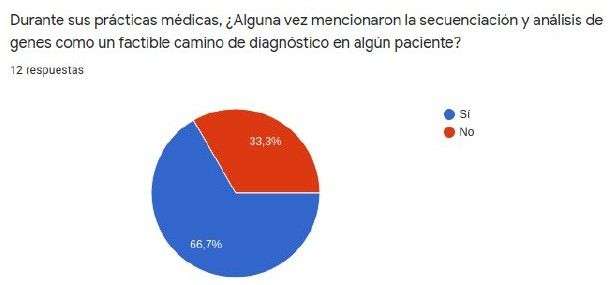 Durante sus prácticas médicas, ¿Alguna vez mencionaron la secuenciación y análisis de
genes como un factible camino de diagnóstico en algún paciente?
12 respuestas
Sí
No
33,3%
66,7%